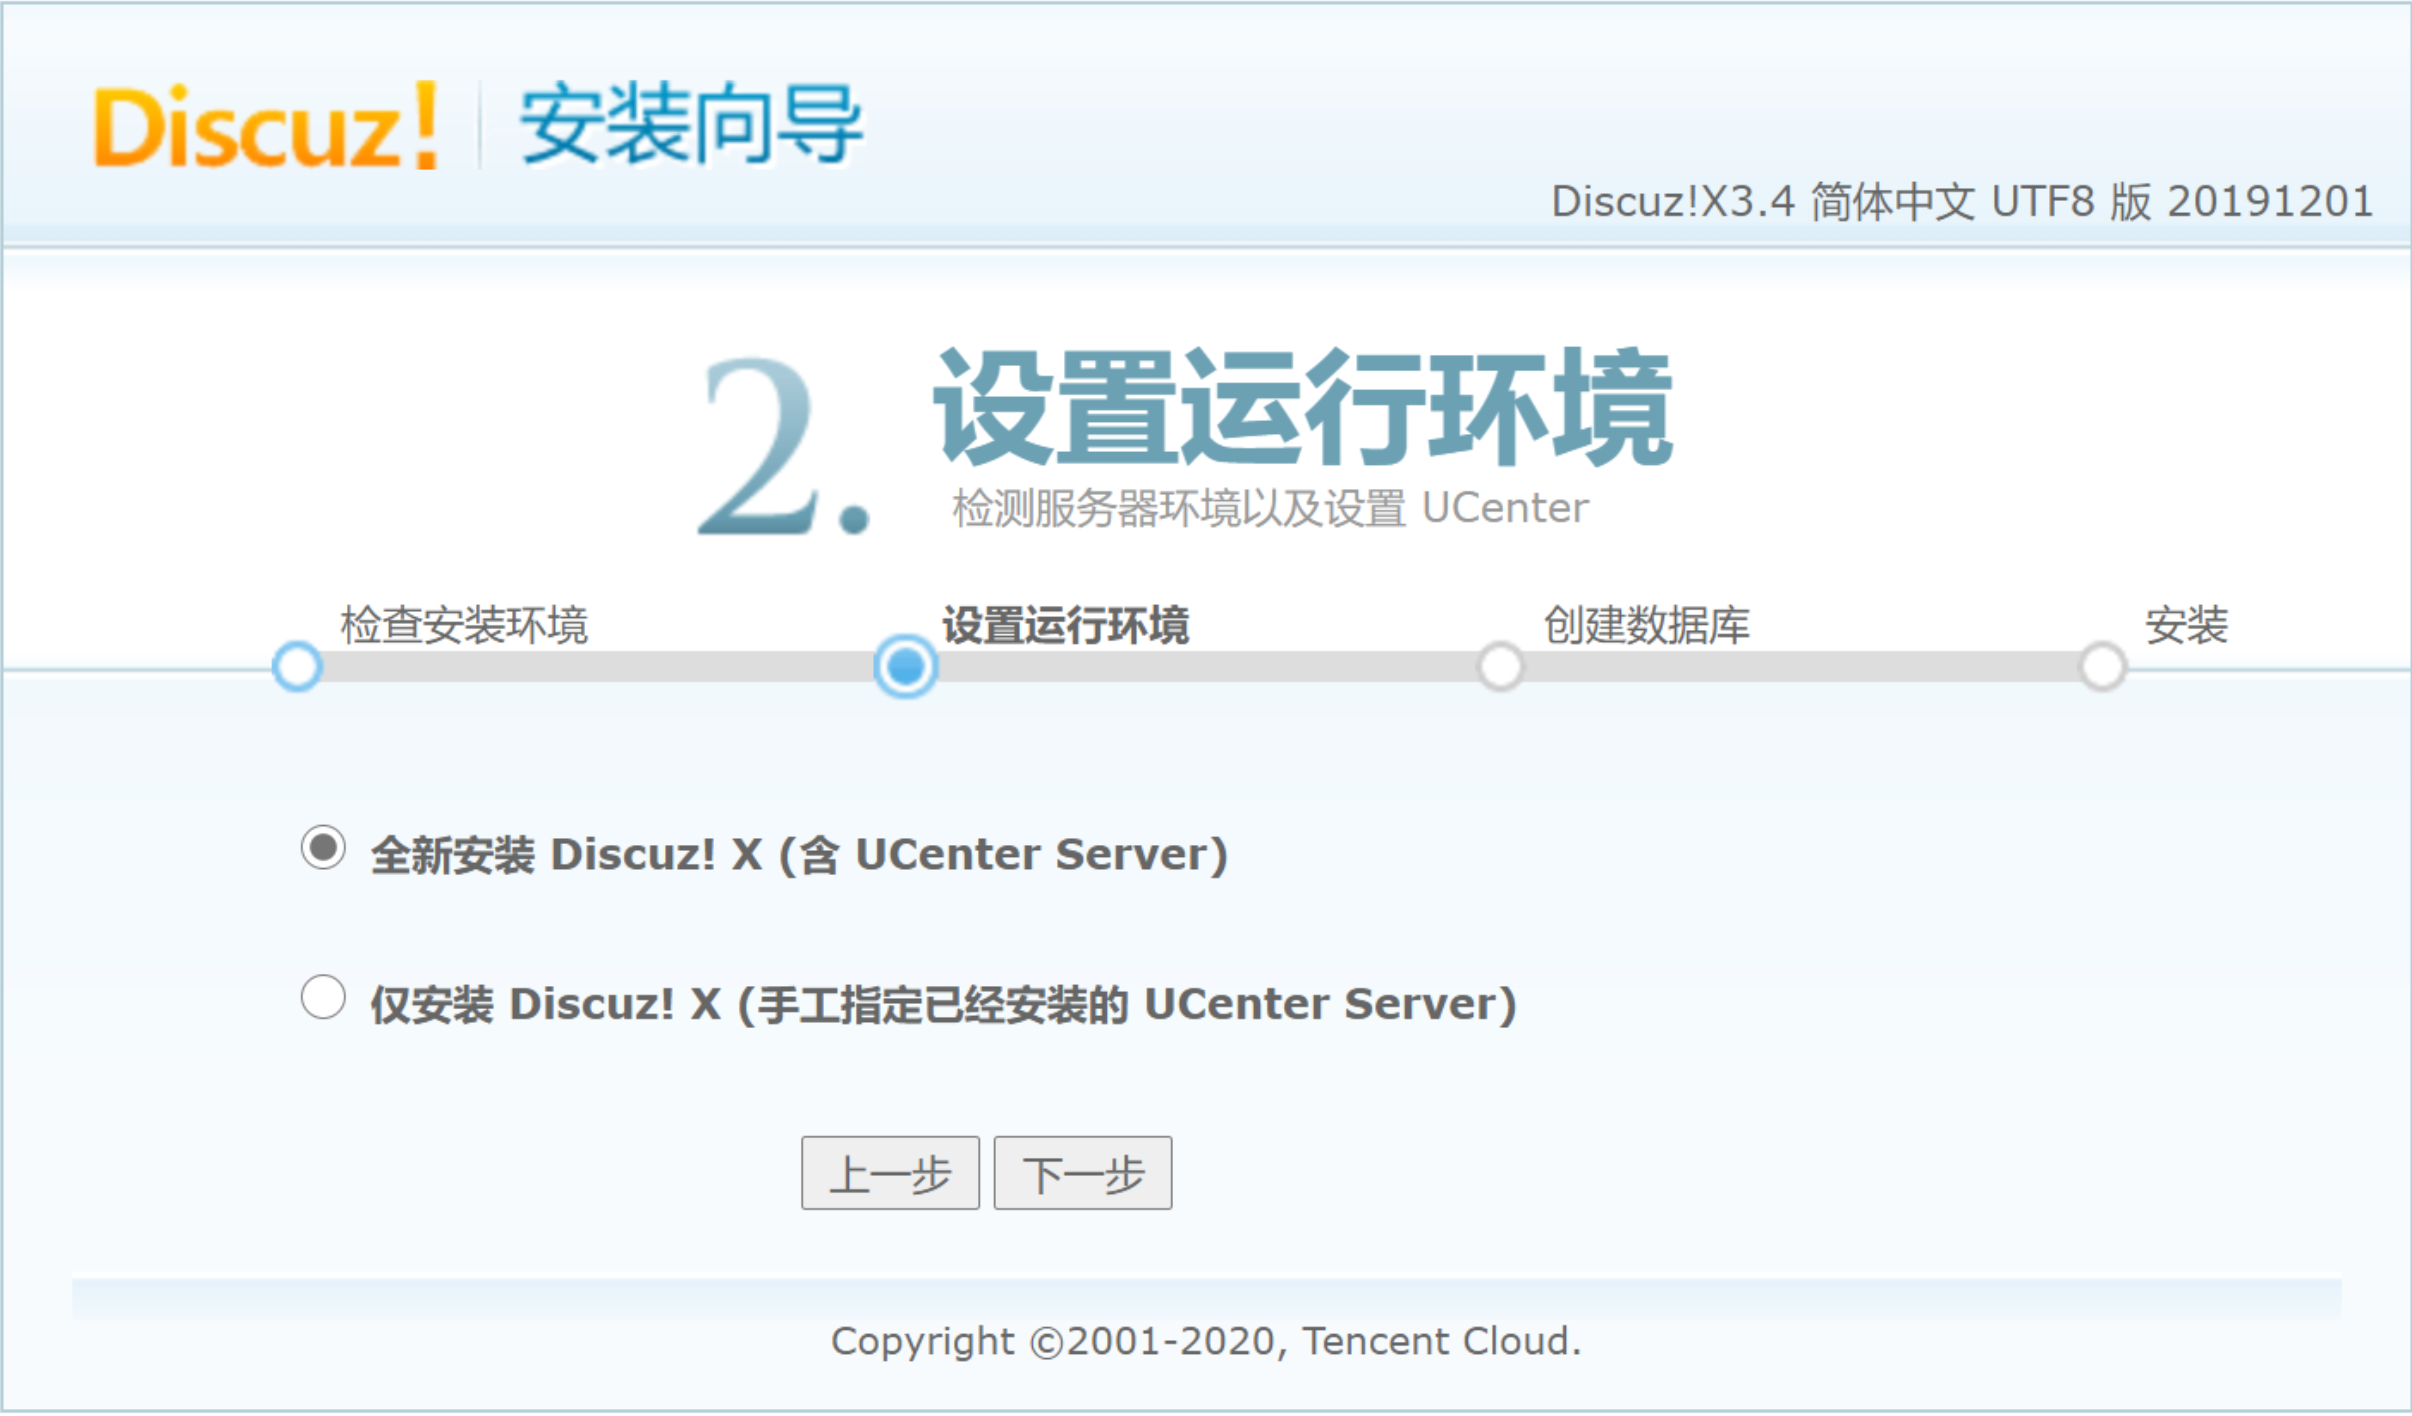 Discuz! 安装向导
Discuz!X3.4 简体中文 UTF8 版 20191201
2. 设置运行环境
检测服务器环境以及设置 UCenter
检查安装环境 设置运行环境 创建数据库 安装
全新安装 Discuz! X (含 UCenter Server)
仅安装 Discuz! X (手工指定已经安装的 UCenter Server)
上一步 下一步
Copyright ©2001-2020, Tencent Cloud.